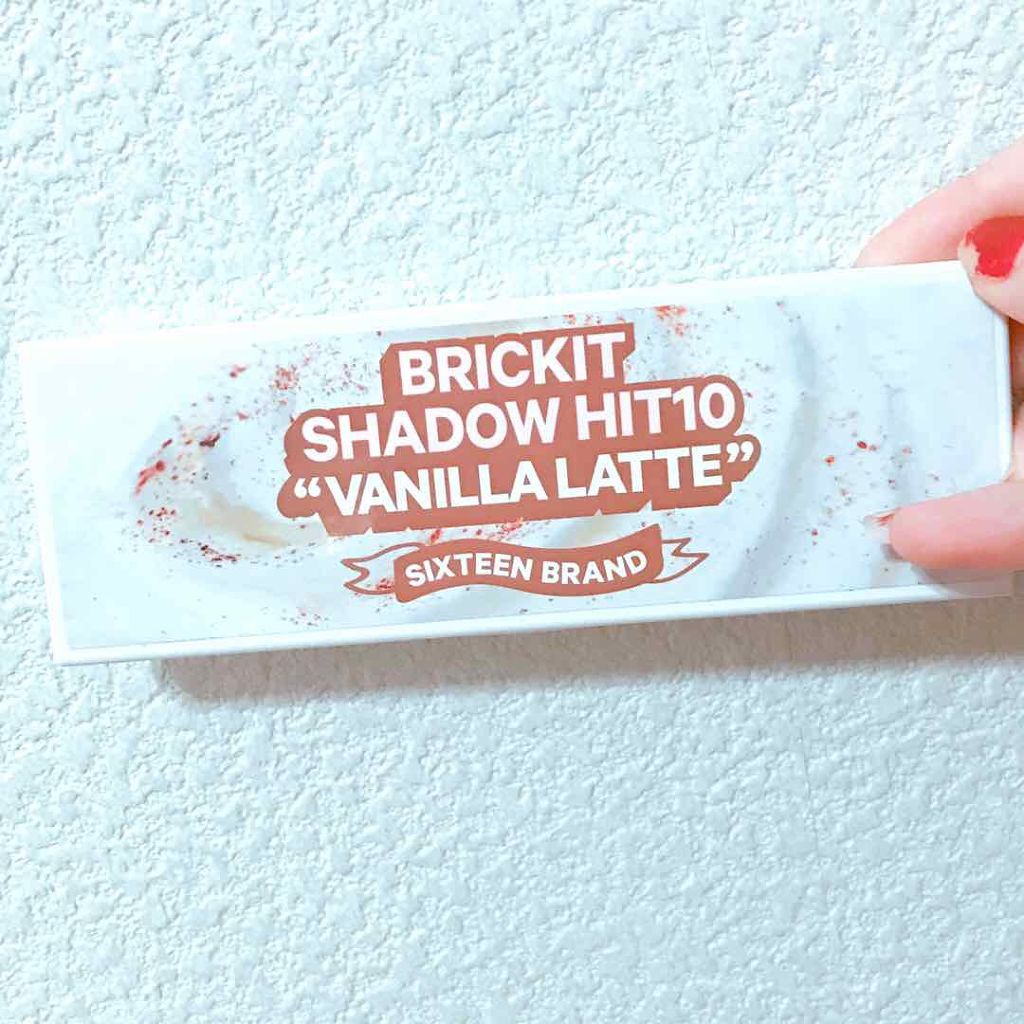 BRICKIT
SHADOW HIT10
“VANILLA LATTE”
SIXTEEN BRAND